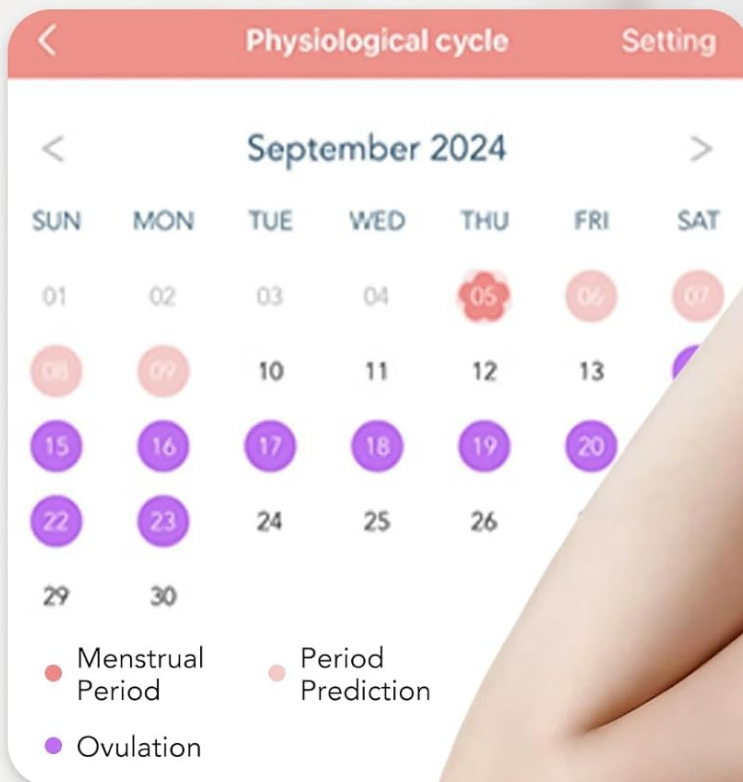 Physiological cycle Setting
September 2024
SUN MON TUE WED THU FRI SAT
01 02 03 04 05 06 07
08 09 10 11 12 13
15 16 17 18 19 20
22 23 24 25 26
29 30
Menstrual Period
Period Prediction
Ovulation